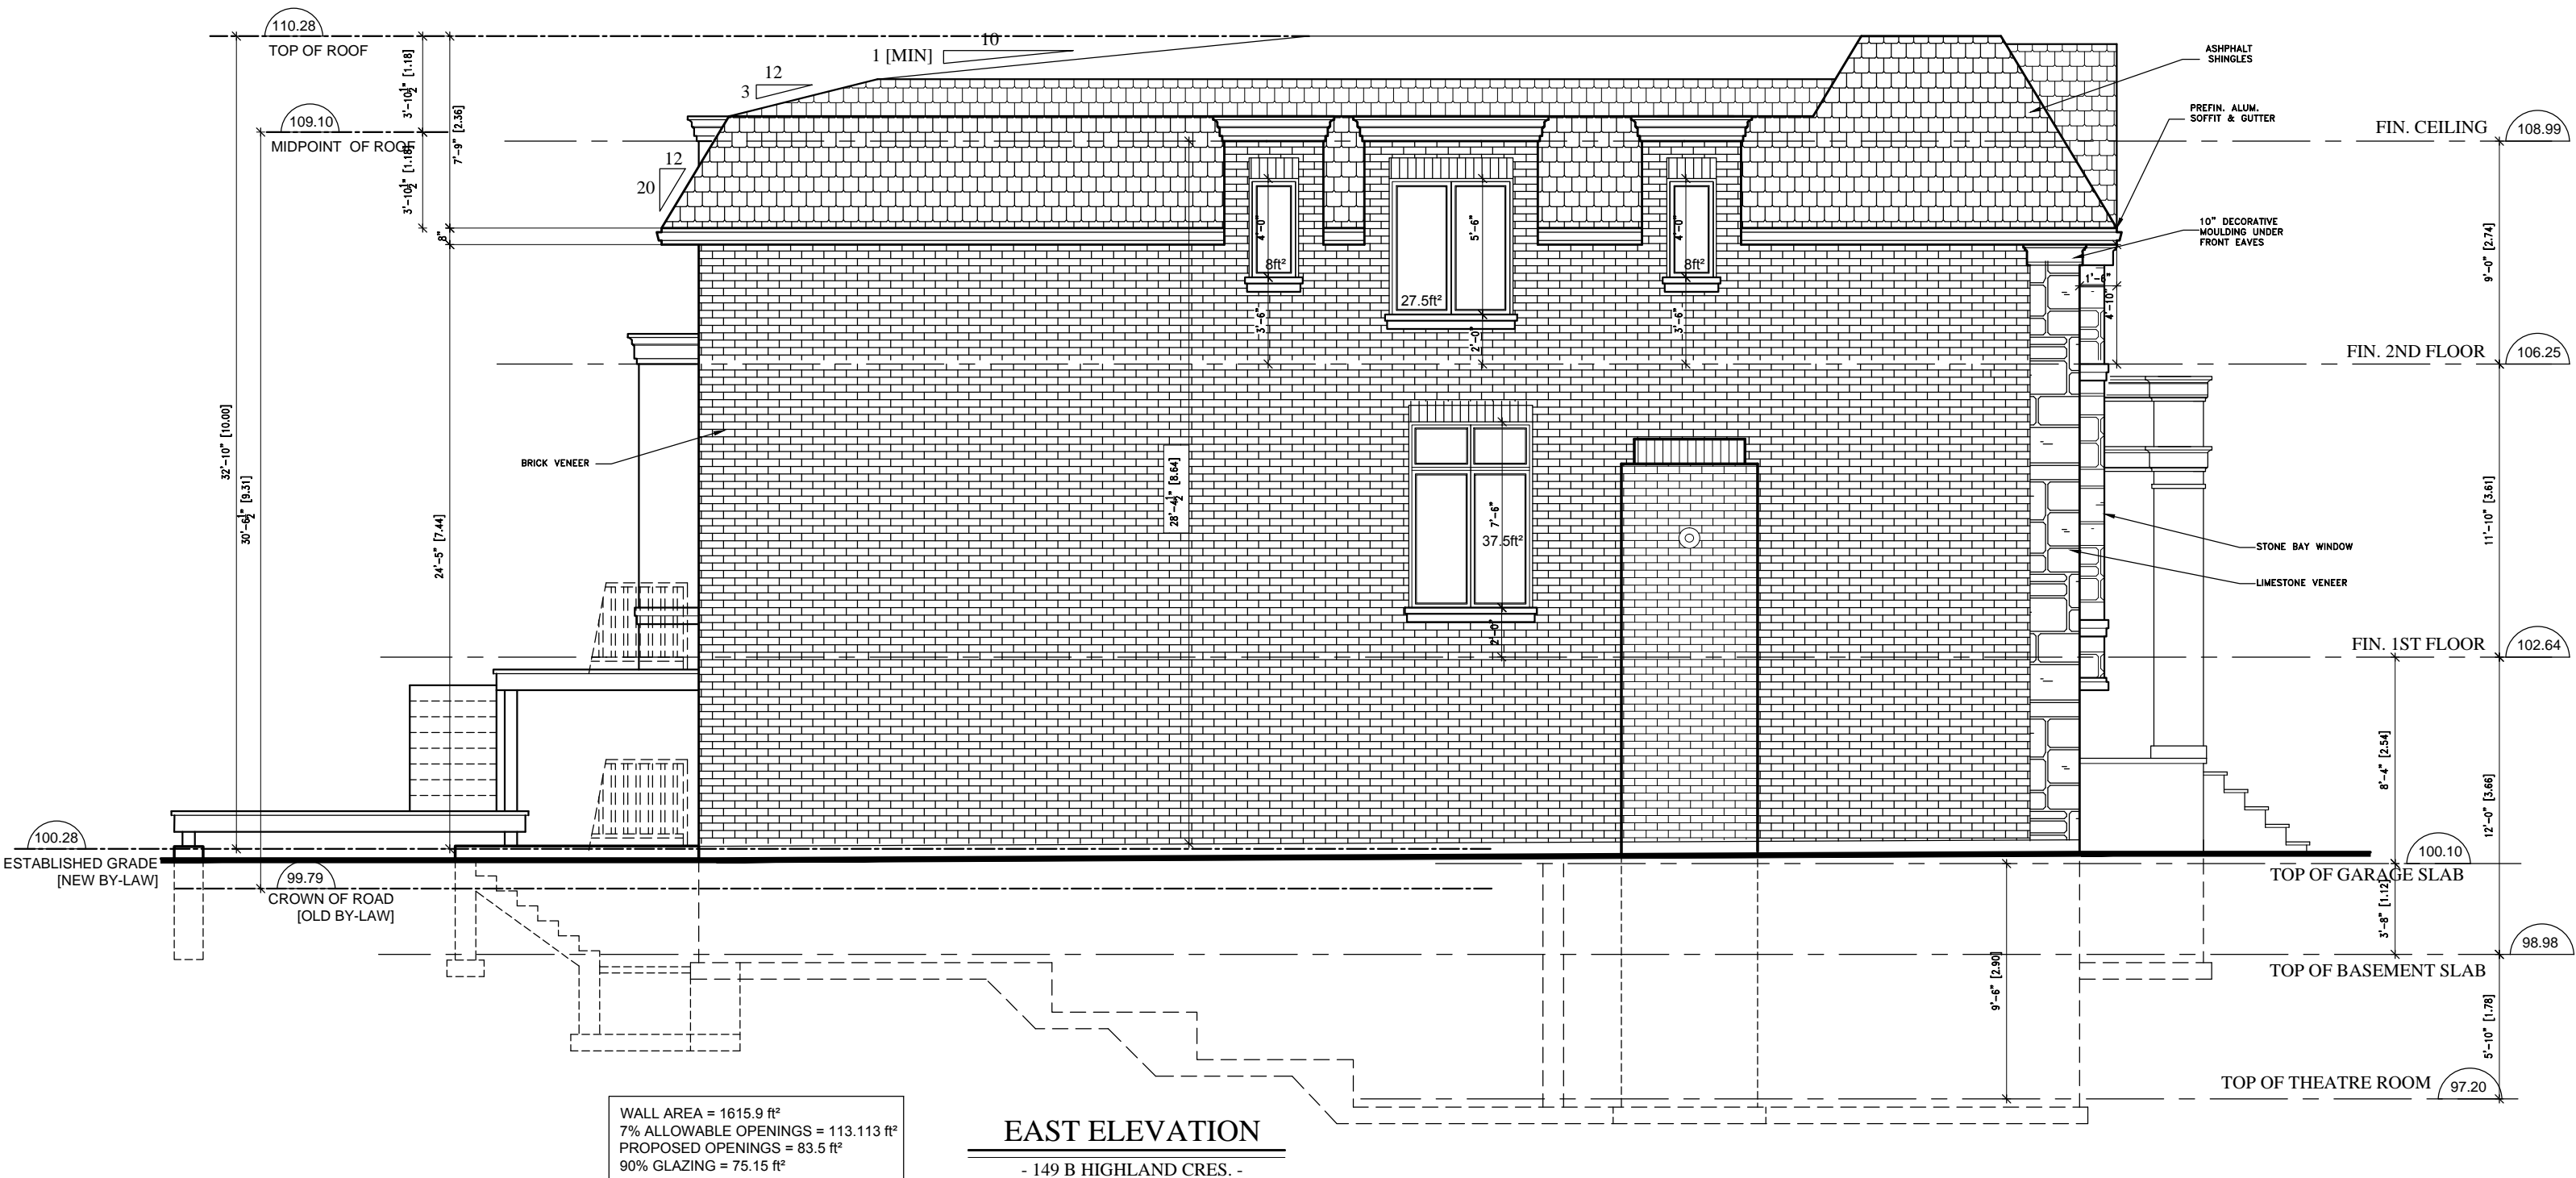 110.28
TOP OF ROOF
109.10
MIDPOINT OF ROOF
3'-10½" [1.18]
3'-10½" [1.18]
7'-9" [2.36]
8"
32'-10" [10.00]
30'-6½" [9.31]
24'-5" [7.44]
12
3
1 [MIN]
10
12
20
BRICK VENEER
28'-4½" [8.64]
4'-0"
8ft²
3'-6"
5'-6"
27.5ft²
2'-0"
4'-0"
8ft²
3'-6"
7'-6"
37.5ft²
2'-0"
ASHPHALT
SHINGLES
PREFIN. ALUM.
SOFFIT & GUTTER
10" DECORATIVE
MOULDING UNDER
FRONT EAVES
1'-6"
4'-10"
STONE BAY WINDOW
LIMESTONE VENEER
FIN. CEILING
108.99
9'-0" [2.74]
FIN. 2ND FLOOR
106.25
11'-10" [3.61]
FIN. 1ST FLOOR
102.64
8'-4" [2.54]
12'-0" [3.66]
100.10
TOP OF GARAGE SLAB
3'-8" [1.12]
98.98
TOP OF BASEMENT SLAB
9'-6" [2.90]
5'-10" [1.78]
TOP OF THEATRE ROOM
97.20
100.28
ESTABLISHED GRADE
[NEW BY-LAW]
99.79
CROWN OF ROAD
[OLD BY-LAW]
WALL AREA = 1615.9 ft²
7% ALLOWABLE OPENINGS = 113.113 ft²
PROPOSED OPENINGS = 83.5 ft²
90% GLAZING = 75.15 ft²
EAST ELEVATION
- 149 B HIGHLAND CRES. -